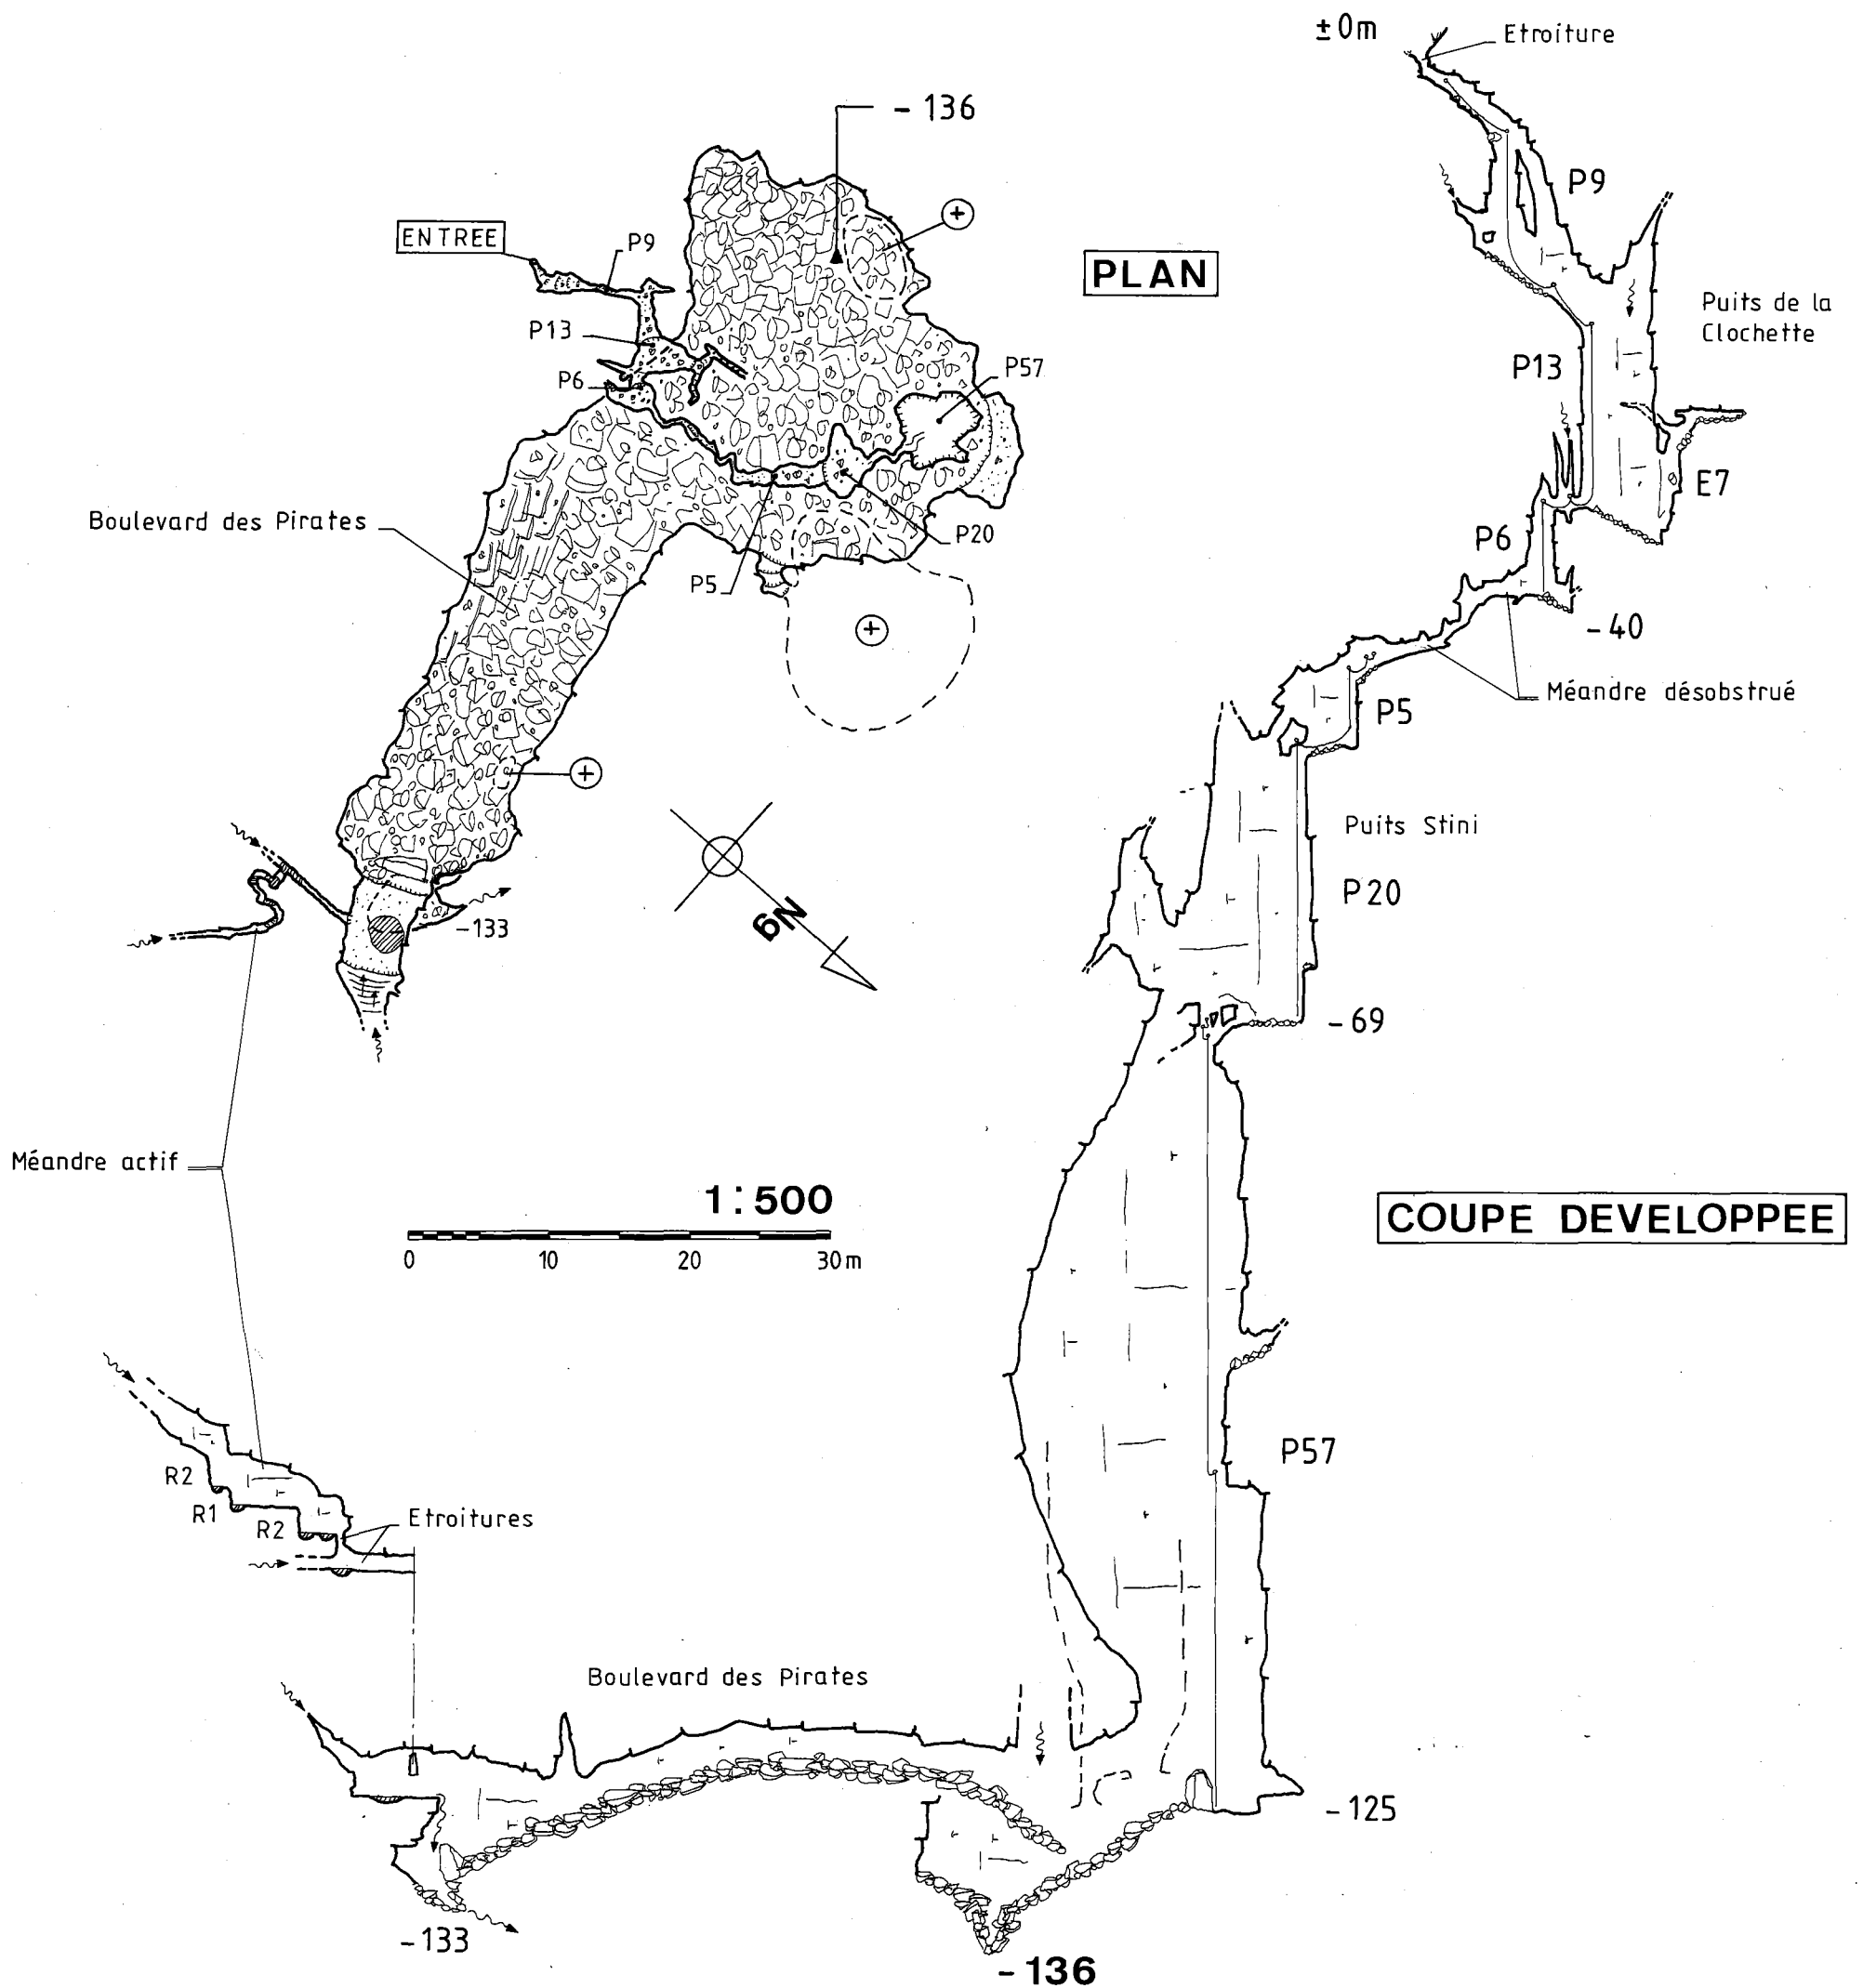 ±0m
Etroiture
- 136
P9
ENTREE
P9
PLAN
Puits de la
Clochette
P13
P13
P57
P6
E7
Boulevard des Pirates
P20
P6
P5
-40
Méandre désobstrué
P5
Puits Stini
P20
Ng
-133
-69
Méandre actif
1:500
0 10 20 30m
COUPE DEVELOPPEE
P57
R2
R1
R2
Etroitures
Boulevard des Pirates
-125
-133
-136